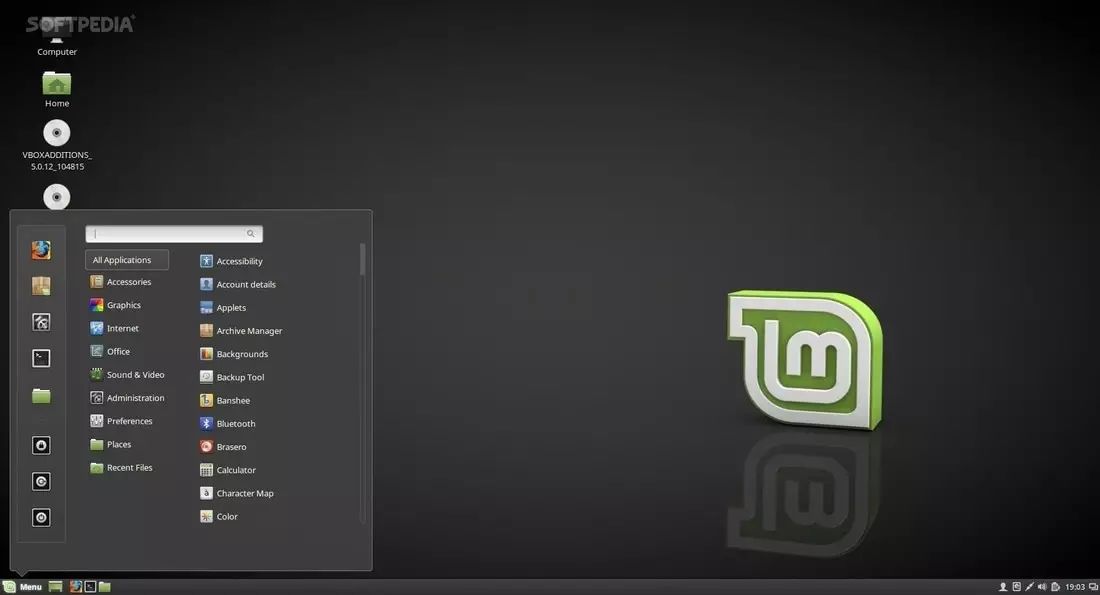 SOFTPEDIA
Computer
Home
VBOXADDITIONS_
5.0.12_104815
All Applications
Accessories
Graphics
Internet
Office
Sound & Video
Administration
Preferences
Places
Recent Files
Accessibility
Account details
Applets
Archive Manager
Backgrounds
Backup Tool
Banshee
Bluetooth
Brasero
Calculator
Character Map
Color
lm
Menu
19:03